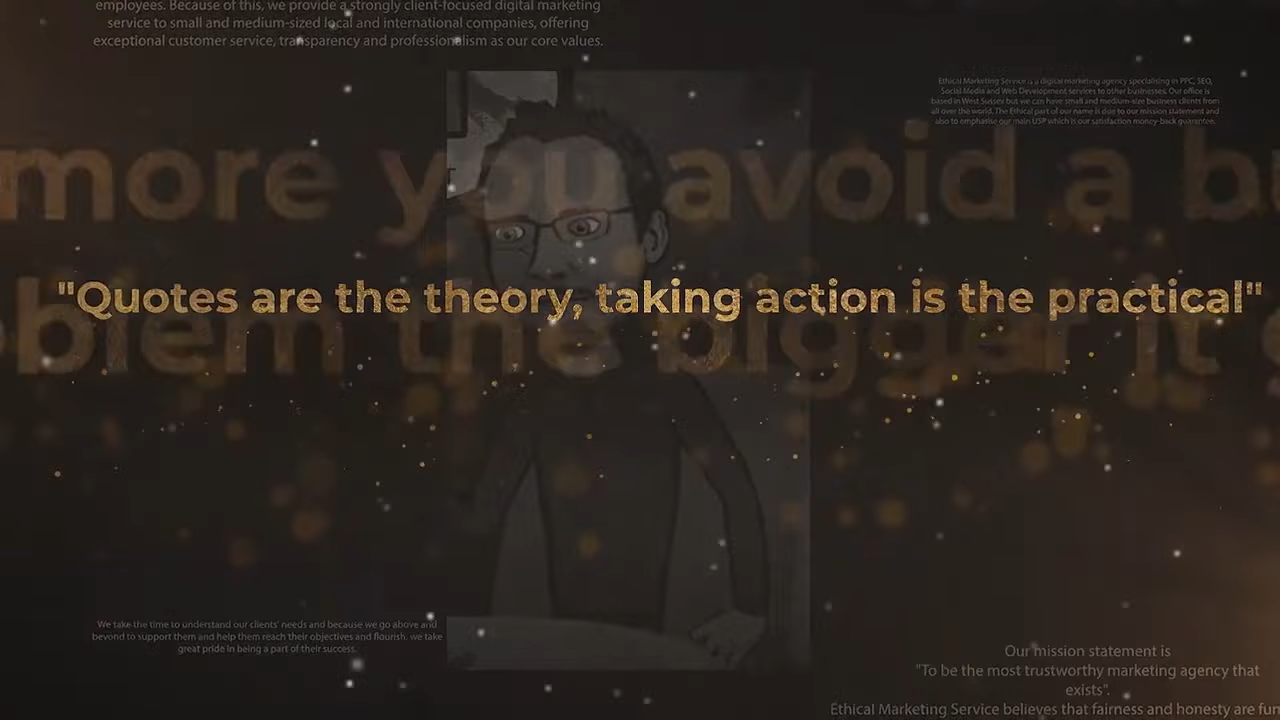 employees. Because of this, we provide a strongly client-focused digital marketing
service to small and medium-sized local and international companies, offering
exceptional customer service, transparency and professionalism as our core values.
Ethical Marketing Service is a digital marketing agency specialising in PPC, SEO,
Social Media and Web Development services to other businesses. Our office is
based in West Sussex but we can have small and medium-size business clients from
all over the world. The Ethical part of our name is due to our mission statement and
also to emphasise our main USP which is our satisfaction money-back guarantee.
more you avoid a bu
"Quotes are the theory, taking action is the practical"
blem the bigger it
We take the time to understand our clients' needs and because we go above and
beyond to support them and help them reach their objectives and flourish. we take
great pride in being a part of their success.
Our mission statement is
"To be the most trustworthy marketing agency that
exists".
Ethical Marketing Service believes that fairness and honesty are fun